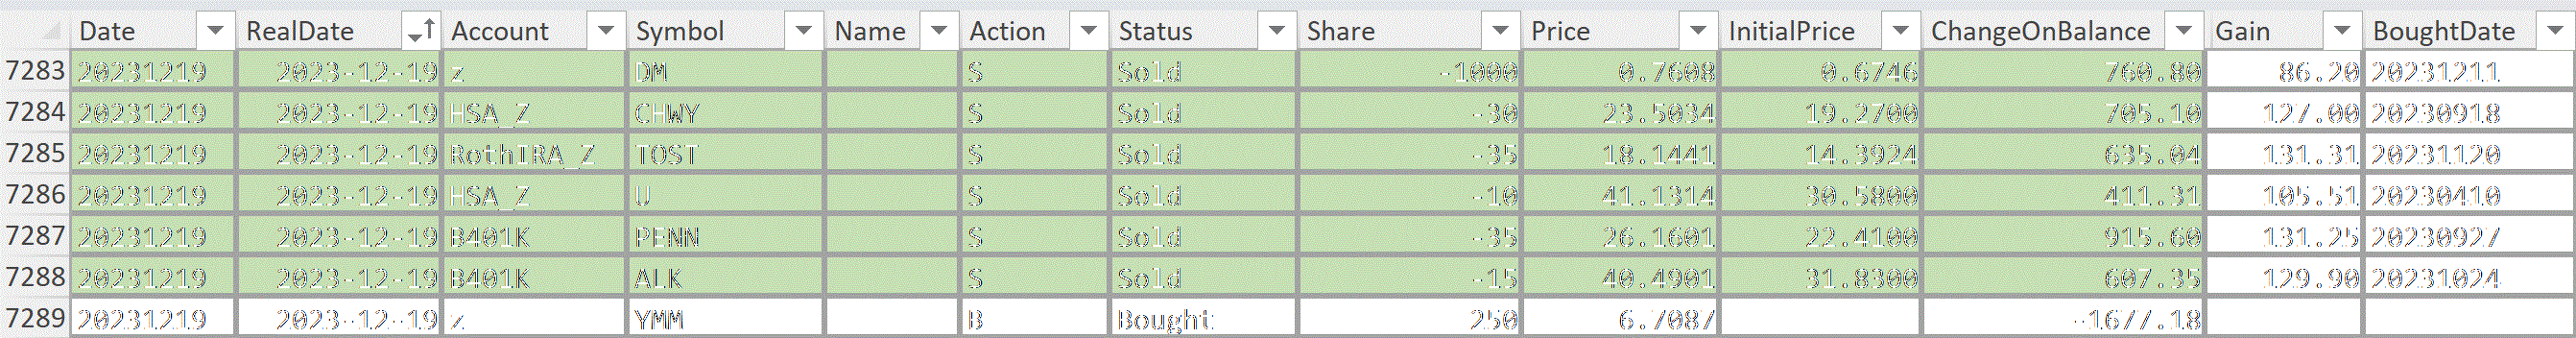 Date RealDate Account Symbol Name Action Status Share Price InitialPrice ChangeOnBalance Gain BoughtDate
7283 20231219 2023-12-19 z DM S Sold -1000 0.7608 0.6746 760.80 86.20 20231211
7284 20231219 2023-12-19 HSA_Z CHWY S Sold -30 23.5034 19.2700 705.10 127.00 20230918
7285 20231219 2023-12-19 RothIRA_Z TOST S Sold -35 18.1441 14.3924 635.04 131.31 20231120
7286 20231219 2023-12-19 HSA_Z U S Sold -10 41.1314 30.5800 411.31 105.51 20230410
7287 20231219 2023-12-19 B401K PENN S Sold -35 26.1601 22.4100 915.60 131.25 20230927
7288 20231219 2023-12-19 B401K ALK S Sold -15 40.4901 31.8300 607.35 129.90 20231024
7289 20231219 2023-12-19 z YMM B Bought 250 6.7087 -1677.18